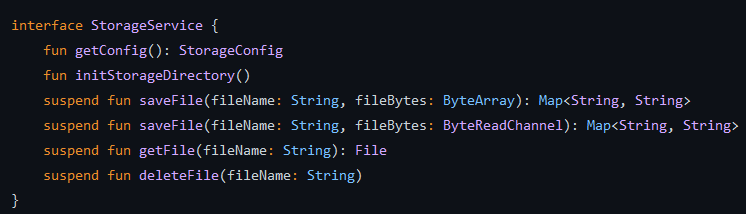 interface StorageService {
    fun getConfig(): StorageConfig
    fun initStorageDirectory()
    suspend fun saveFile(fileName: String, fileBytes: ByteArray): Map<String, String>
    suspend fun saveFile(fileName: String, fileBytes: ByteReadChannel): Map<String, String>
    suspend fun getFile(fileName: String): File
    suspend fun deleteFile(fileName: String)
}